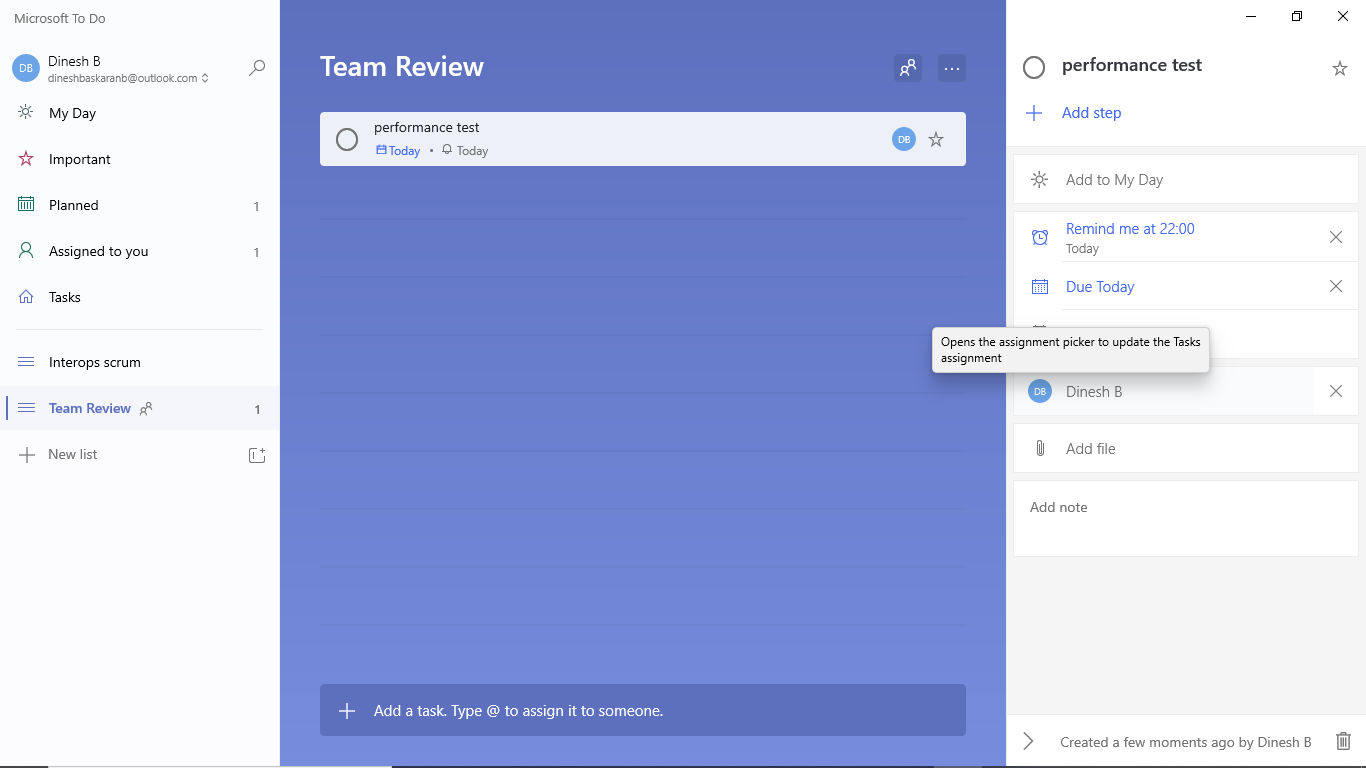 Microsoft To Do
DB
Dinesh B
dineshbaskaranb@outlook.com
My Day
Important
Planned
1
Assigned to you
1
Tasks
Interops scrum
Team Review
1
New list
Team Review
performance test
Today • Today
DB
Add a task. Type @ to assign it to someone.
performance test
Add step
Add to My Day
Remind me at 22:00
Today
Due Today
Opens the assignment picker to update the Tasks
assignment
DB
Dinesh B
Add file
Add note
Created a few moments ago by Dinesh B